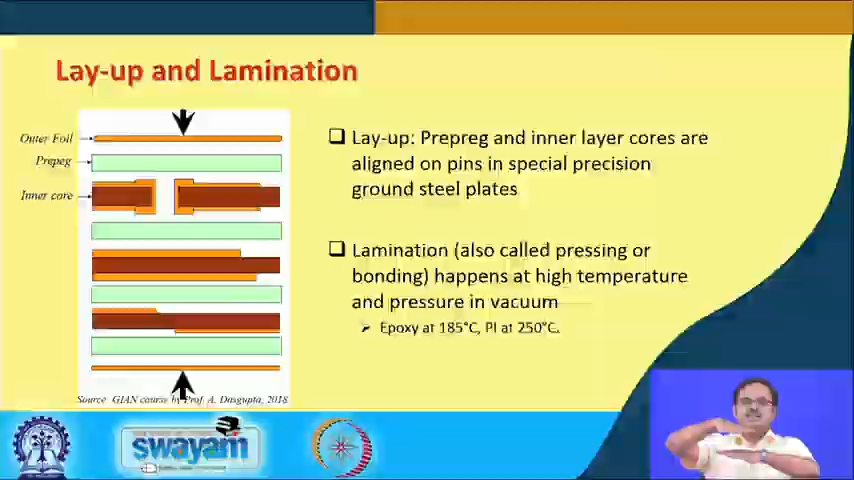 Lay-up and Lamination
Outer Foil
Prepeg
Inner core
Source: GIAN course by Prof. A. Dasgupta, 2018
❑ Lay-up: Prepreg and inner layer cores are
aligned on pins in special precision
ground steel plates
❑ Lamination (also called pressing or
bonding) happens at high temperature
and pressure in vacuum
➢ Epoxy at 185°C, PI at 250°C.
swayam